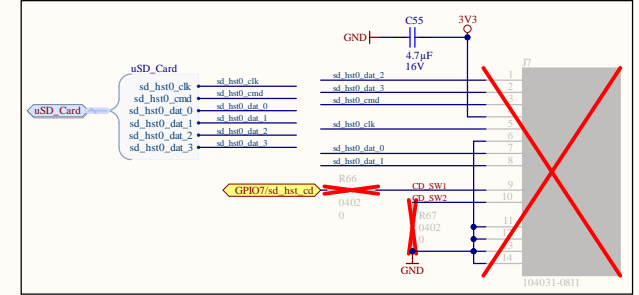 C55
3V3
GND
4.7µF
16V
uSD_Card
uSD_Card
sd_hst0_clk
sd_hst0_cmd
sd_hst0_dat_0
sd_hst0_dat_1
sd_hst0_dat_2
sd_hst0_dat_3
sd_hst0_clk
sd_hst0_cmd
sd_hst0_dat_0
sd_hst0_dat_1
sd_hst0_dat_2
sd_hst0_dat_3
sd_hst0_dat_2
sd_hst0_dat_3
sd_hst0_cmd
sd_hst0_clk
sd_hst0_dat_0
sd_hst0_dat_1
GPIO7/sd_hst_cd
R66
0402
0
CD_SW1
CD_SW2
R67
0402
0
GND
J7
1
2
3
5
6
7
8
9
10
11
12
13
14
104031-0811